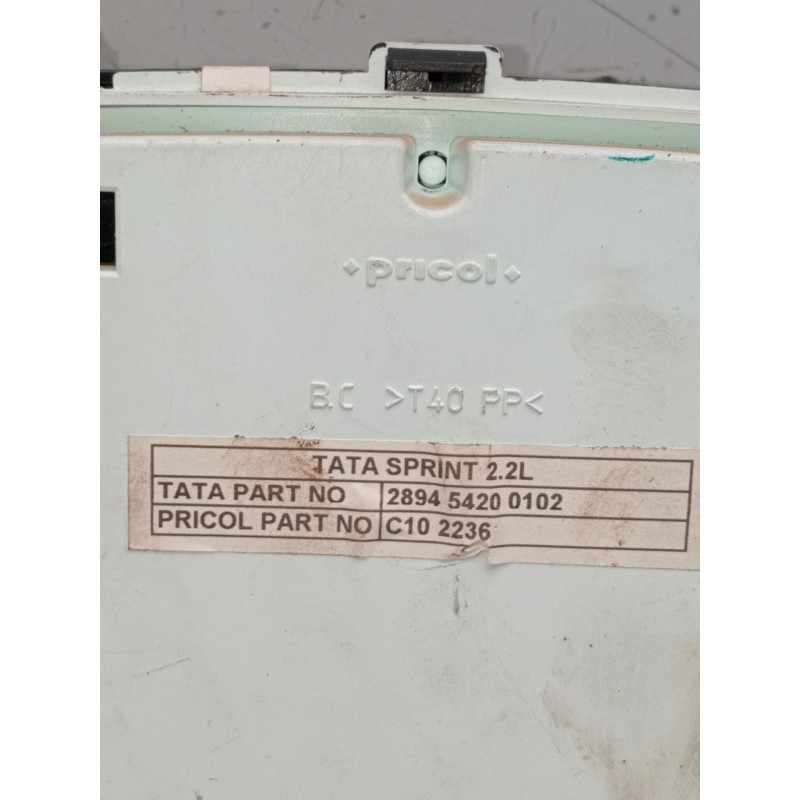 pricol
B.C >T40 PP<
TATA SPRINT 2.2L
TATA PART NO 2894 5420 0102
PRICOL PART NO C10 2236